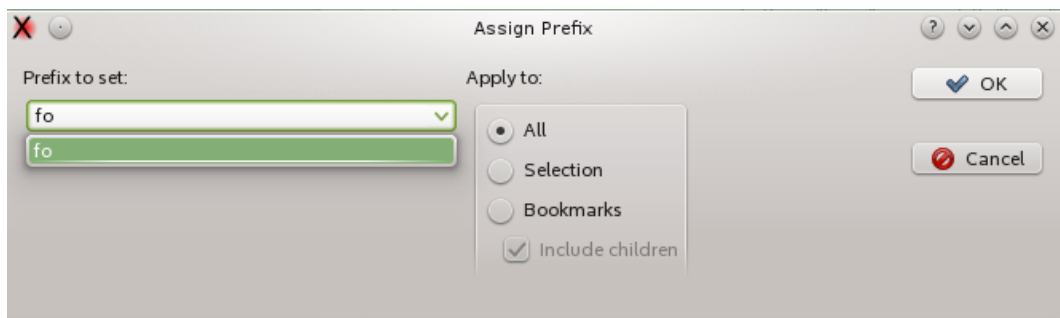 Assign Prefix
Prefix to set:
fo
fo
Apply to:
All
Selection
Bookmarks
Include children
OK
Cancel